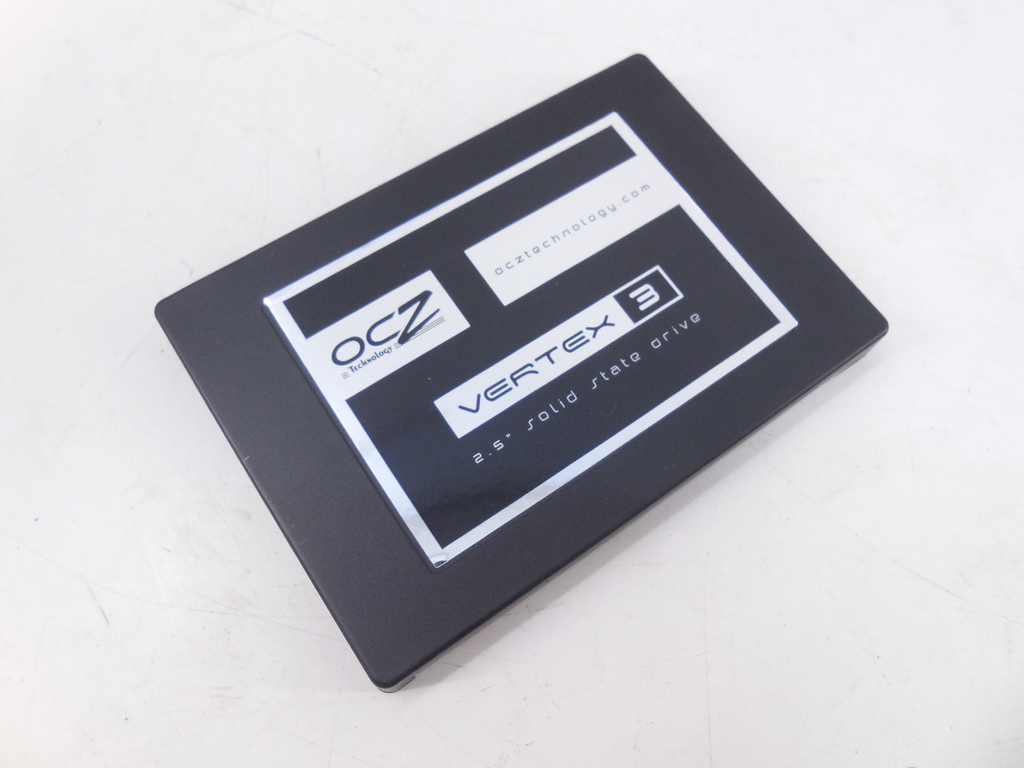 ocztechnology.com
OCZ
Technology
VERTEX 3
2.5" solid state drive